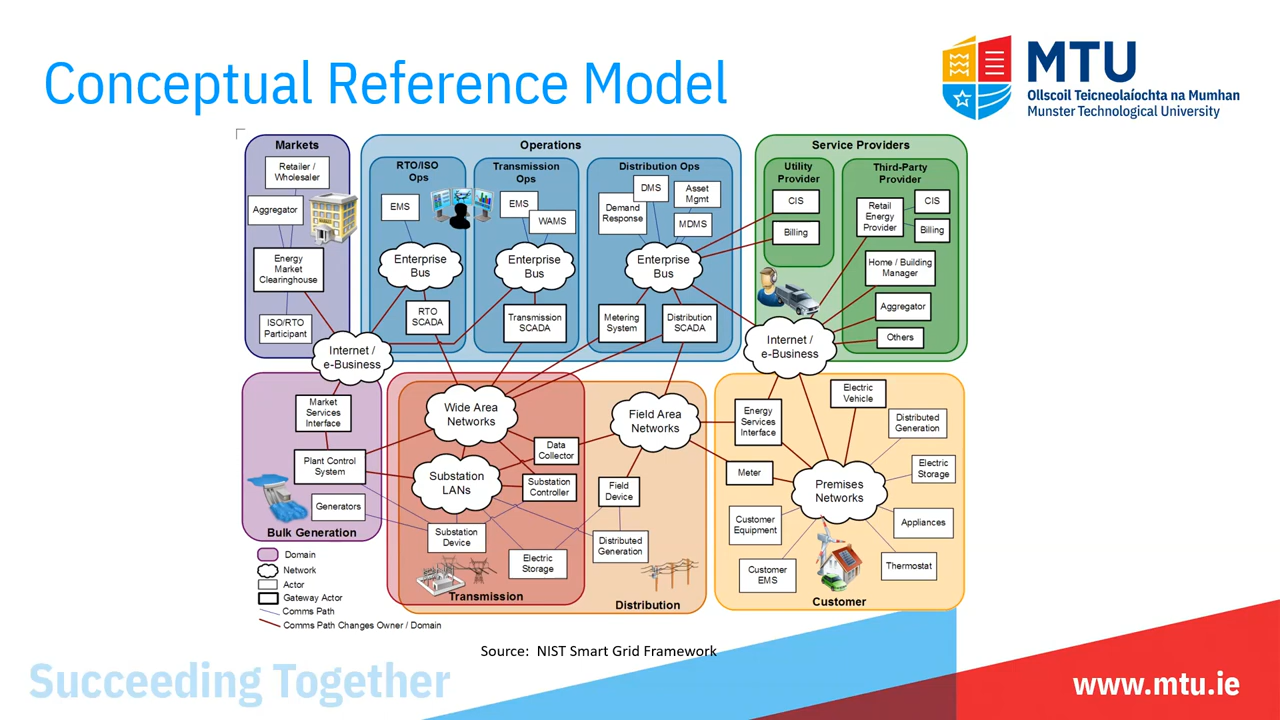 Conceptual Reference Model
MTU
Ollscoil Teicneolaíochta na Mumhan
Munster Technological University
Markets
Retailer /
Wholesaler
Aggregator
Energy
Market
Clearinghouse
ISO/RTO
Participant
Operations
RTO/ISO
Ops
EMS
Enterprise
Bus
RTO
SCADA
Transmission
Ops
EMS
WAMS
Enterprise
Bus
Transmission
SCADA
Distribution Ops
DMS
Asset
Mgmt
Demand
Response
MDMS
Enterprise
Bus
Metering
System
Distribution
SCADA
Service Providers
Utility
Provider
CIS
Billing
Third-Party
Provider
Retail
Energy
Provider
CIS
Billing
Home / Building
Manager
Aggregator
Others
Internet /
e-Business
Internet /
e-Business
Market
Services
Interface
Plant Control
System
Generators
Bulk Generation
Wide Area
Networks
Substation
LANs
Data
Collector
Substation
Controller
Substation
Device
Electric
Storage
Transmission
Field Area
Networks
Field
Device
Distributed
Generation
Distribution
Energy
Services
Interface
Meter
Electric
Vehicle
Distributed
Generation
Electric
Storage
Premises
Networks
Customer
Equipment
Appliances
Customer
EMS
Thermostat
Customer
Domain
Network
Actor
Gateway Actor
Comms Path
Comms Path Changes Owner / Domain
Source: NIST Smart Grid Framework
Succeeding Together
www.mtu.ie